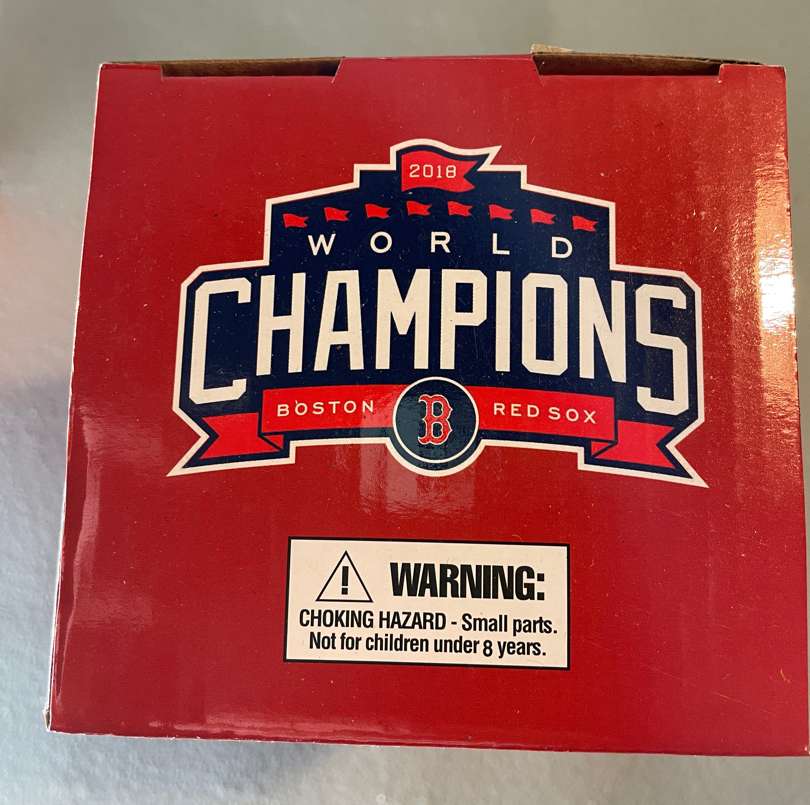 2018
WORLD
CHAMPIONS
BOSTON B RED SOX
! WARNING:
CHOKING HAZARD - Small parts.
Not for children under 8 years.